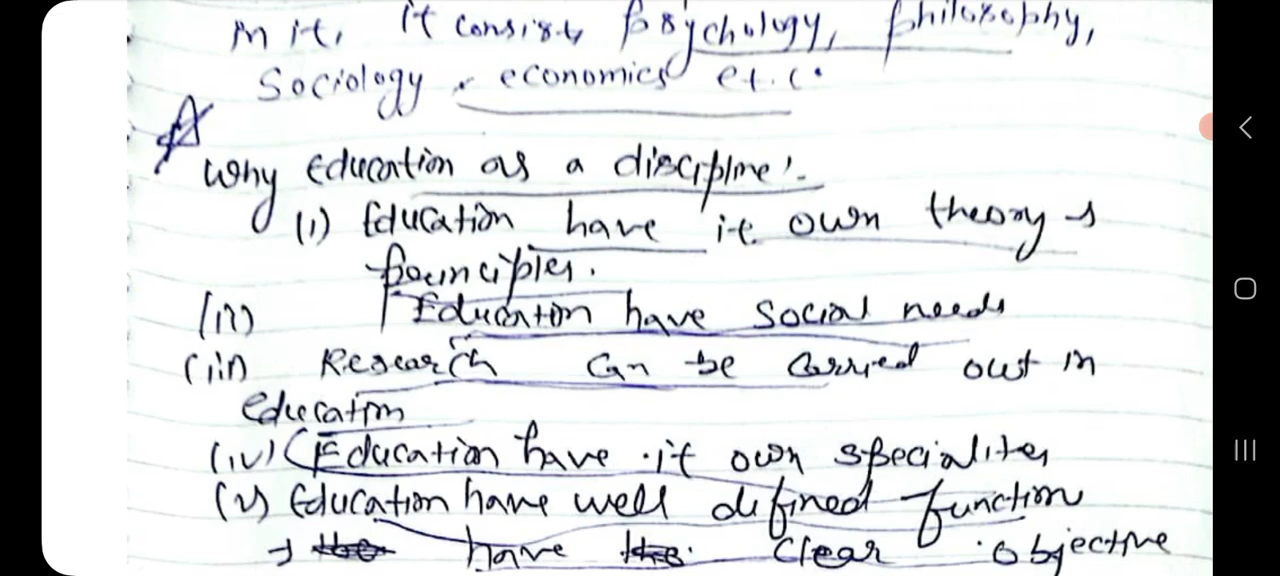 in it. it consists psychology, philosophy,
Sociology, economics etc.
Why Education as a discipline:-
(i) Education have it own theory &
principles.
(ii) Education have social needs
(iii) Research can be carried out in
education
(iv) Education have it own specialites
(v) Education have well defined function
& have clear objective